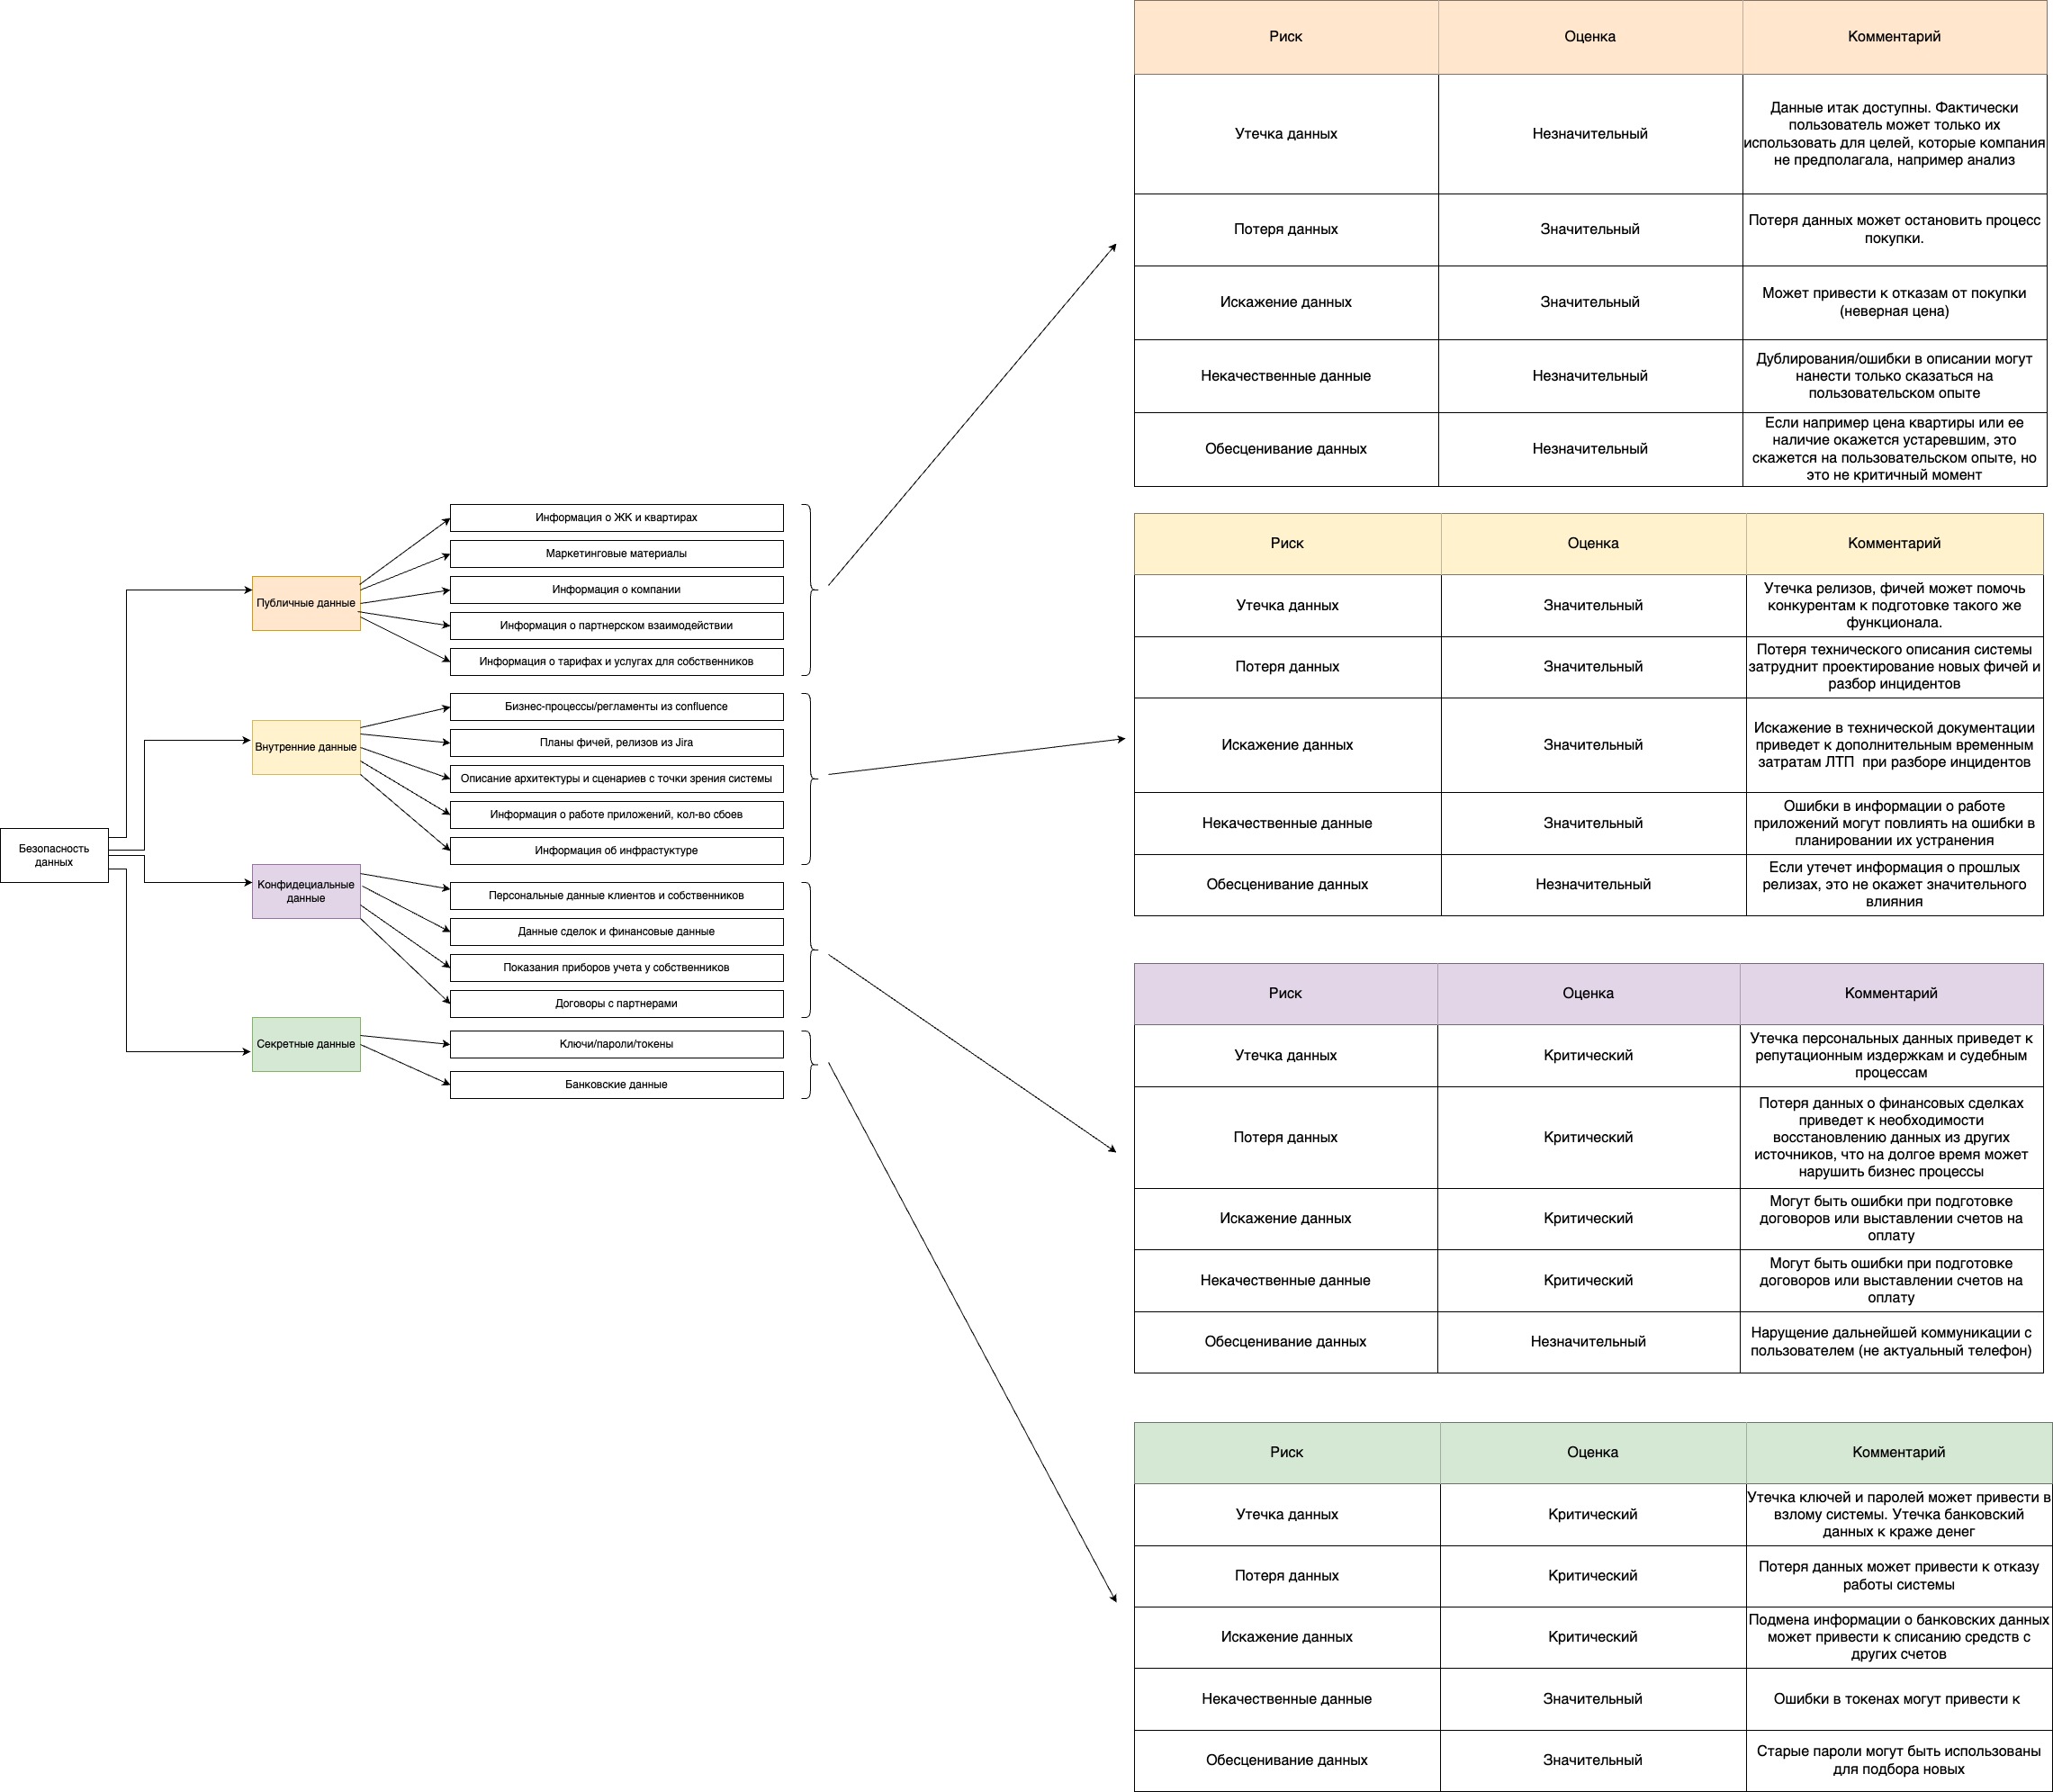 Безопасность
данных
Публичные данные
Внутренние данные
Конфидециальные
данные
Секретные данные
Информация о ЖК и квартирах
Маркетинговые материалы
Информация о компании
Информация о партнерском взаимодействии
Информация о тарифах и услугах для собственников
Бизнес-процессы/регламенты из confluence
Планы фичей, релизов из Jira
Описание архитектуры и сценариев с точки зрения системы
Информация о работе приложений, кол-во сбоев
Информация об инфрастуктуре
Персональные данные клиентов и собственников
Данные сделок и финансовые данные
Показания приборов учета у собственников
Договоры с партнерами
Ключи/пароли/токены
Банковские данные
Риск
Оценка
Комментарий
Утечка данных
Незначительный
Данные итак доступны. Фактически
пользователь может только их
использовать для целей, которые компания
не предполагала, например анализ
Потеря данных
Значительный
Потеря данных может остановить процесс
покупки.
Искажение данных
Значительный
Может привести к отказам от покупки
(неверная цена)
Некачественные данные
Незначительный
Дублирования/ошибки в описании могут
нанести только сказаться на
пользовательском опыте
Обесценивание данных
Незначительный
Если например цена квартиры или ее
наличие окажется устаревшим, это
скажется на пользовательском опыте, но
это не критичный момент
Риск
Оценка
Комментарий
Утечка данных
Значительный
Утечка релизов, фичей может помочь
конкурентам к подготовке такого же
функционала.
Потеря данных
Значительный
Потеря технического описания системы
затруднит проектирование новых фичей и
разбор инцидентов
Искажение данных
Значительный
Искажение в технической документации
приведет к дополнительным временным
затратам ЛТП  при разборе инцидентов
Некачественные данные
Значительный
Ошибки в информации о работе
приложений могут повлиять на ошибки в
планировании их устранения
Обесценивание данных
Незначительный
Если утечет информация о прошлых
релизах, это не окажет значительного
влияния
Риск
Оценка
Комментарий
Утечка данных
Критический
Утечка персональных данных приведет к
репутационным издержкам и судебным
процессам
Потеря данных
Критический
Потеря данных о финансовых сделках
приведет к необходимости
восстановлению данных из других
источников, что на долгое время может
нарушить бизнес процессы
Искажение данных
Критический
Могут быть ошибки при подготовке
договоров или выставлении счетов на
оплату
Некачественные данные
Критический
Могут быть ошибки при подготовке
договоров или выставлении счетов на
оплату
Обесценивание данных
Незначительный
Нарущение дальнейшей коммуникации с
пользователем (не актуальный телефон)
Риск
Оценка
Комментарий
Утечка данных
Критический
Утечка ключей и паролей может привести в
взлому системы. Утечка банковский
данных к краже денег
Потеря данных
Критический
Потеря данных может привести к отказу
работы системы
Искажение данных
Критический
Подмена информации о банковских данных
может привести к списанию средств с
других счетов
Некачественные данные
Значительный
Ошибки в токенах могут привести к
Обесценивание данных
Значительный
Старые пароли могут быть использованы
для подбора новых